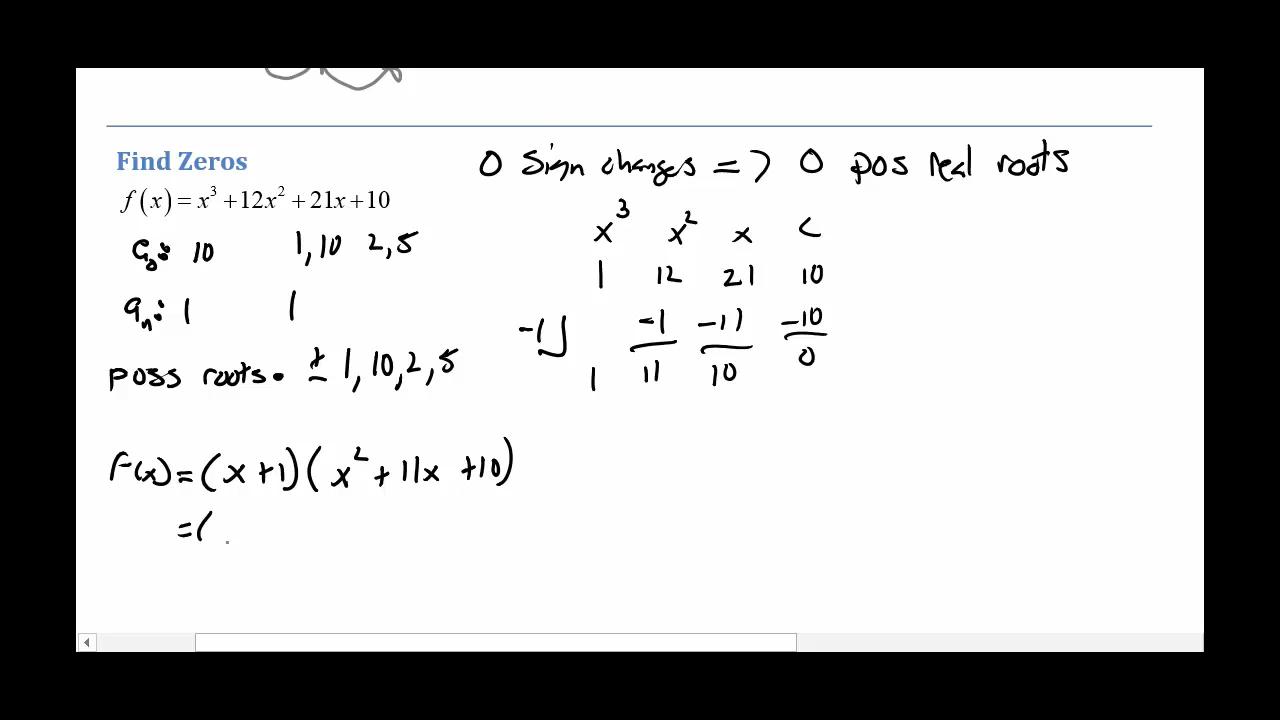 Find Zeros
f(x) = x³ + 12x² + 21x + 10
a₀: 10 1, 10 2, 5
aₙ: 1 1
poss roots. ± 1, 10, 2, 5
f(x) = (x + 1)(x² + 11x + 10)
= (
0 sign changes => 0 pos real roots
x³ x² x c
1 12 21 10
-1 -1 -11 -10
1 11 10 0